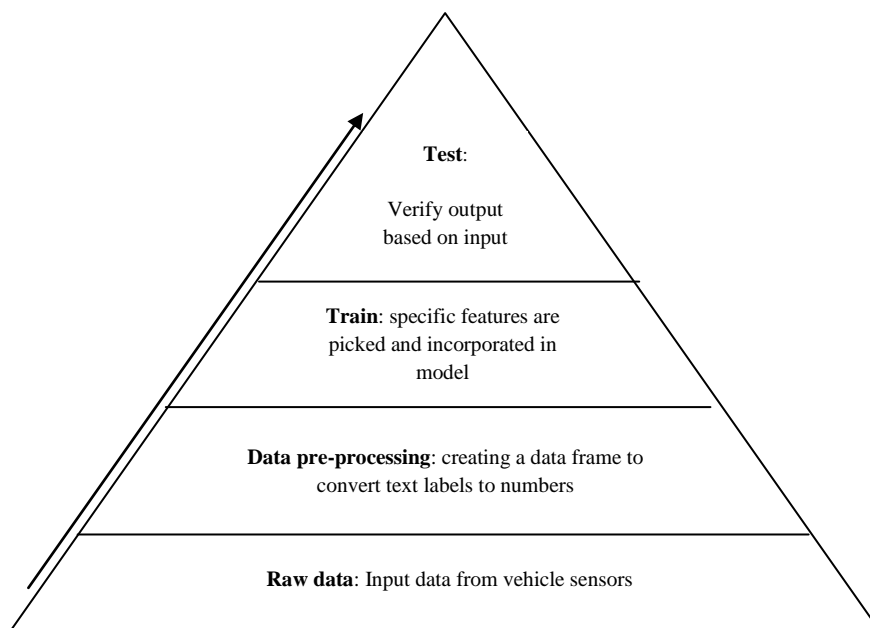 Test:
Verify output
based on input
Train: specific features are
picked and incorporated in
model
Data pre-processing: creating a data frame to
convert text labels to numbers
Raw data: Input data from vehicle sensors